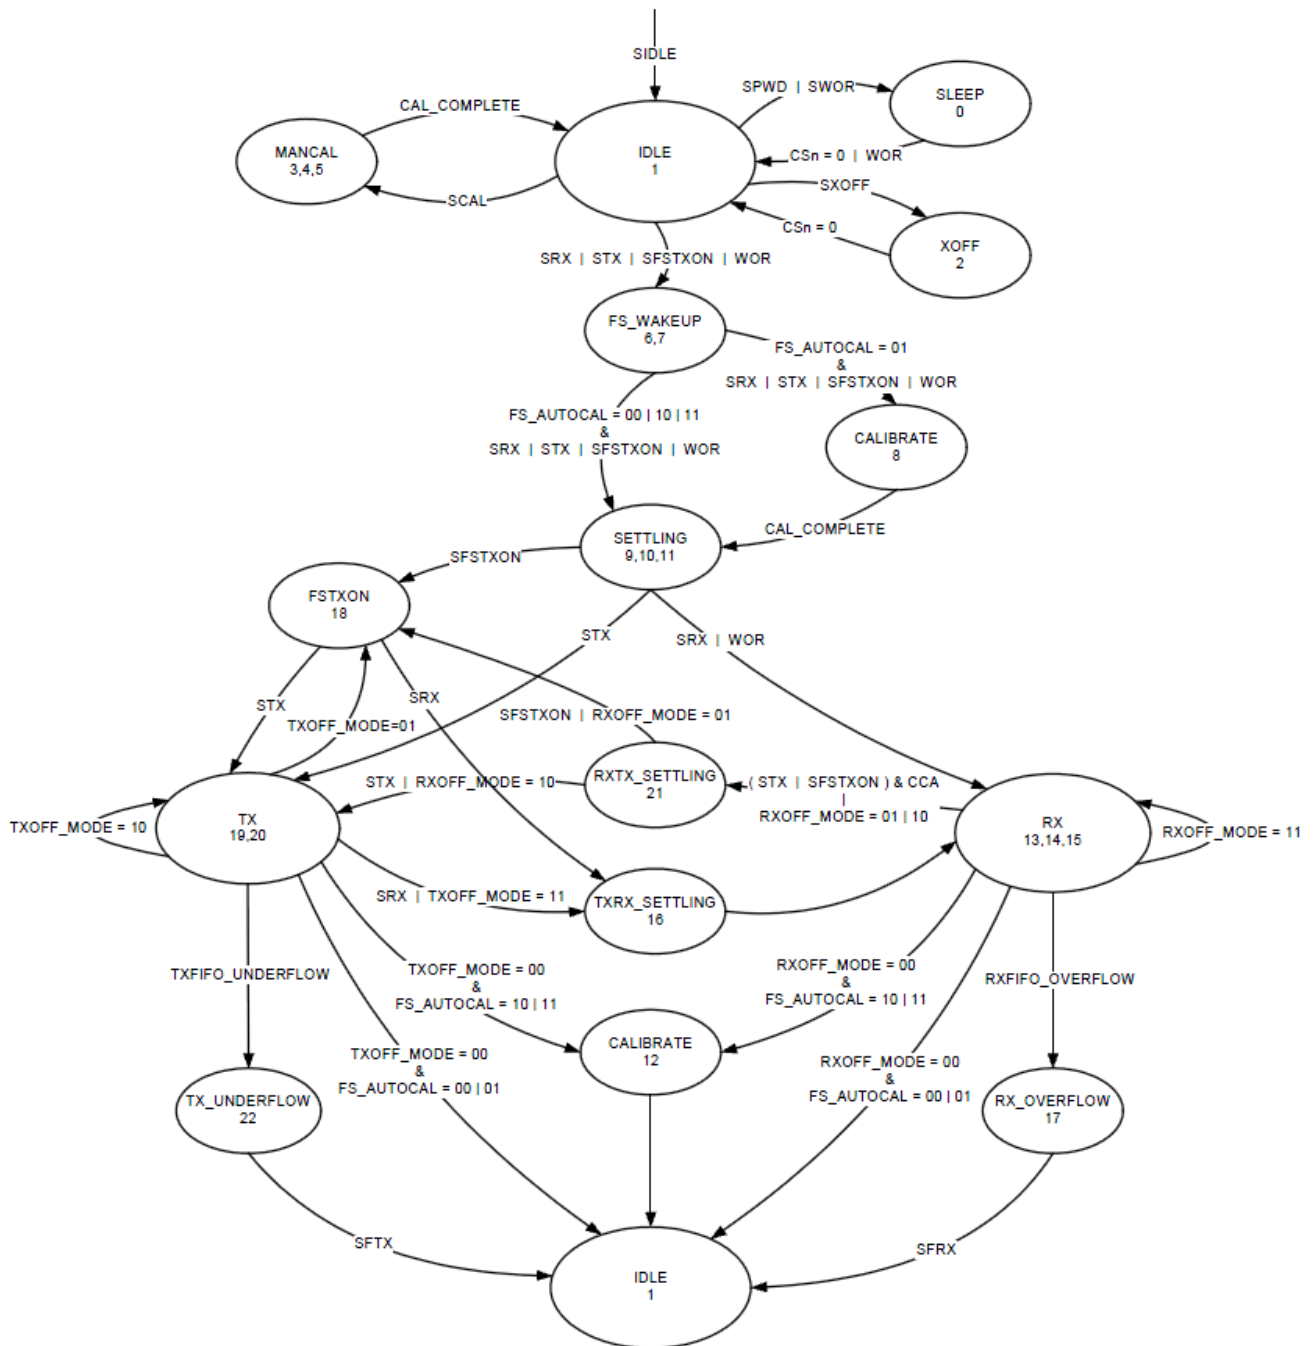 SIDLE
SPWD | SWOR
SLEEP
0
CAL_COMPLETE
MANCAL
3,4,5
IDLE
1
CSn = 0 | WOR
SCAL
SXOFF
CSn = 0
XOFF
2
SRX | STX | SFSTXON | WOR
FS_WAKEUP
6,7
FS_AUTOCAL = 01
&
SRX | STX | SFSTXON | WOR
FS_AUTOCAL = 00 | 10 | 11
&
SRX | STX | SFSTXON | WOR
CALIBRATE
8
CAL_COMPLETE
SETTLING
9,10,11
SFSTXON
FSTXON
18
STX
SRX | WOR
STX
SRX
TXOFF_MODE=01
SFSTXON | RXOFF_MODE = 01
STX | RXOFF_MODE = 10
RXTX_SETTLING
21
( STX | SFSTXON ) & CCA
|
RXOFF_MODE = 01 | 10
TXOFF_MODE = 10
TX
19,20
RX
13,14,15
RXOFF_MODE = 11
SRX | TXOFF_MODE = 11
TXRX_SETTLING
16
TXFIFO_UNDERFLOW
TXOFF_MODE = 00
&
FS_AUTOCAL = 10 | 11
RXOFF_MODE = 00
&
FS_AUTOCAL = 10 | 11
RXFIFO_OVERFLOW
CALIBRATE
12
TXOFF_MODE = 00
&
FS_AUTOCAL = 00 | 01
RXOFF_MODE = 00
&
FS_AUTOCAL = 00 | 01
TX_UNDERFLOW
22
RX_OVERFLOW
17
SFTX
SFRX
IDLE
1